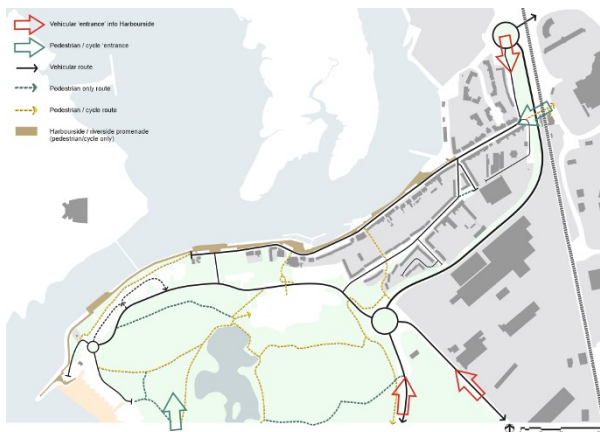 Vehicular 'entrance' into Harbourside
Pedestrian / cycle 'entrance'
Vehicular route
Pedestrian only route
Pedestrian / cycle route
Harbourside / riverside promenade
(pedestrian/cycle only)